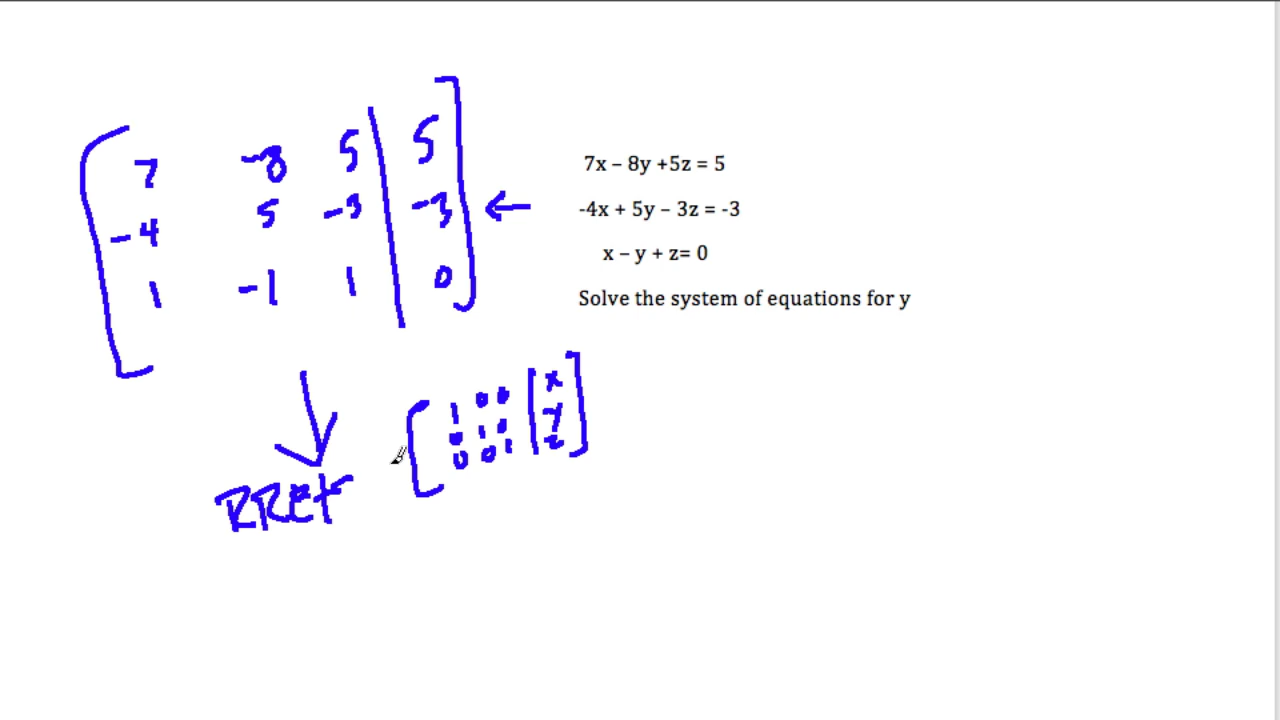 7 -8 5 5
-4 5 -3 -3
1 -1 1 0
7x – 8y +5z = 5
-4x + 5y – 3z = -3
x – y + z= 0
Solve the system of equations for y
1 0 0 x
0 1 0 y
0 0 1 z
RREF